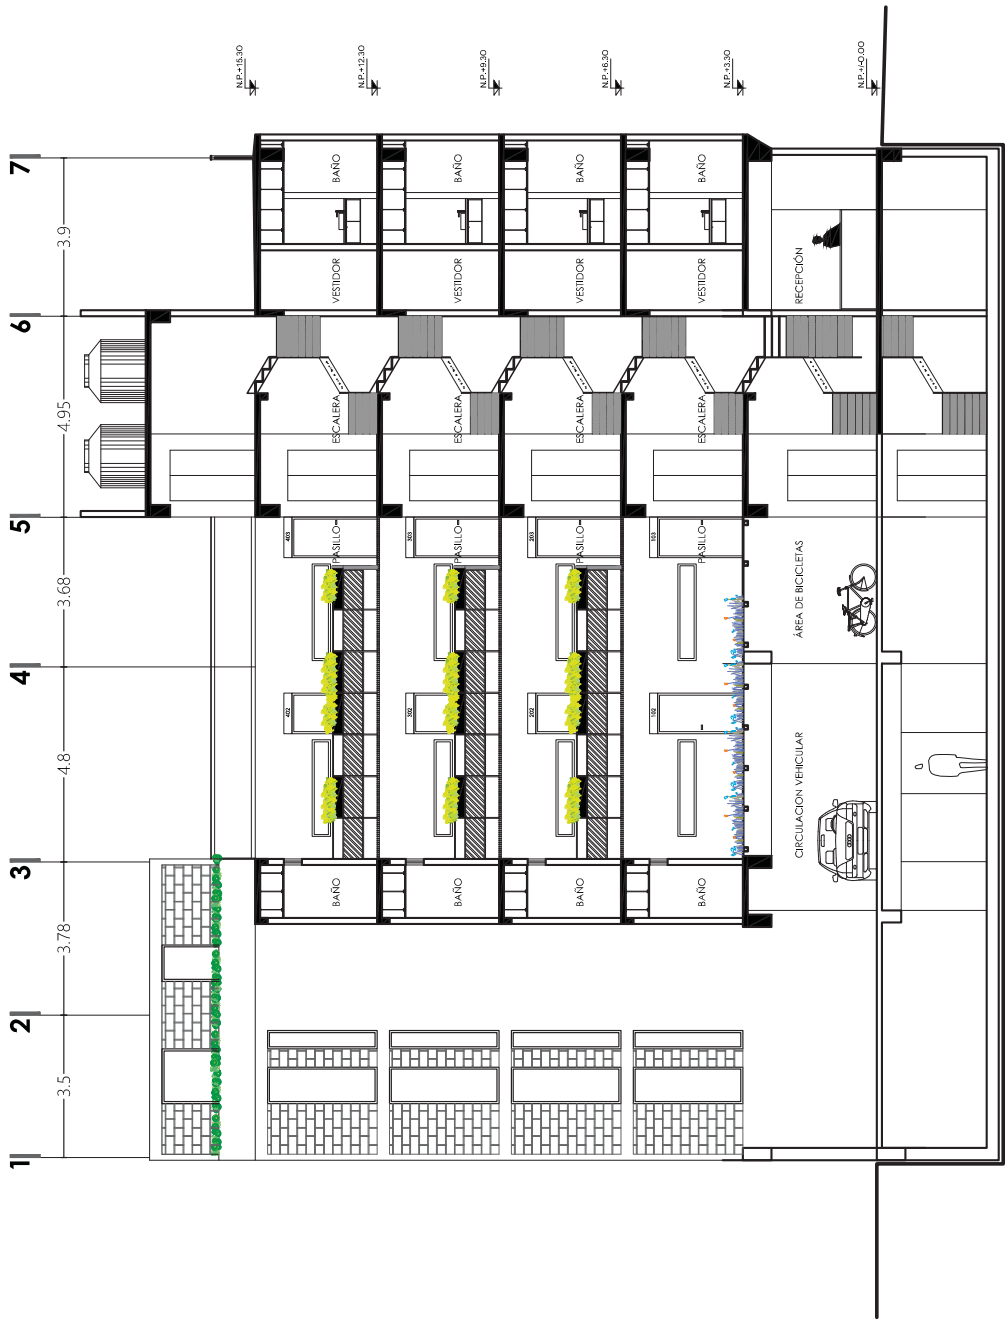 1 2 3 4 5 6 7
3.5 3.78 4.8 3.68 4.95 3.9
N.P.+15.30
402 403
BAÑO PASILLO ESCALERA VESTIDOR BAÑO
N.P.+12.30
302 303
BAÑO PASILLO ESCALERA VESTIDOR BAÑO
N.P.+9.30
202 203
BAÑO PASILLO ESCALERA VESTIDOR BAÑO
N.P.+6.30
102 103
BAÑO PASILLO ESCALERA VESTIDOR BAÑO
N.P.+3.30
CIRCULACION VEHICULAR ÁREA DE BICICLETAS RECEPCIÓN
N.P.+/-0.00